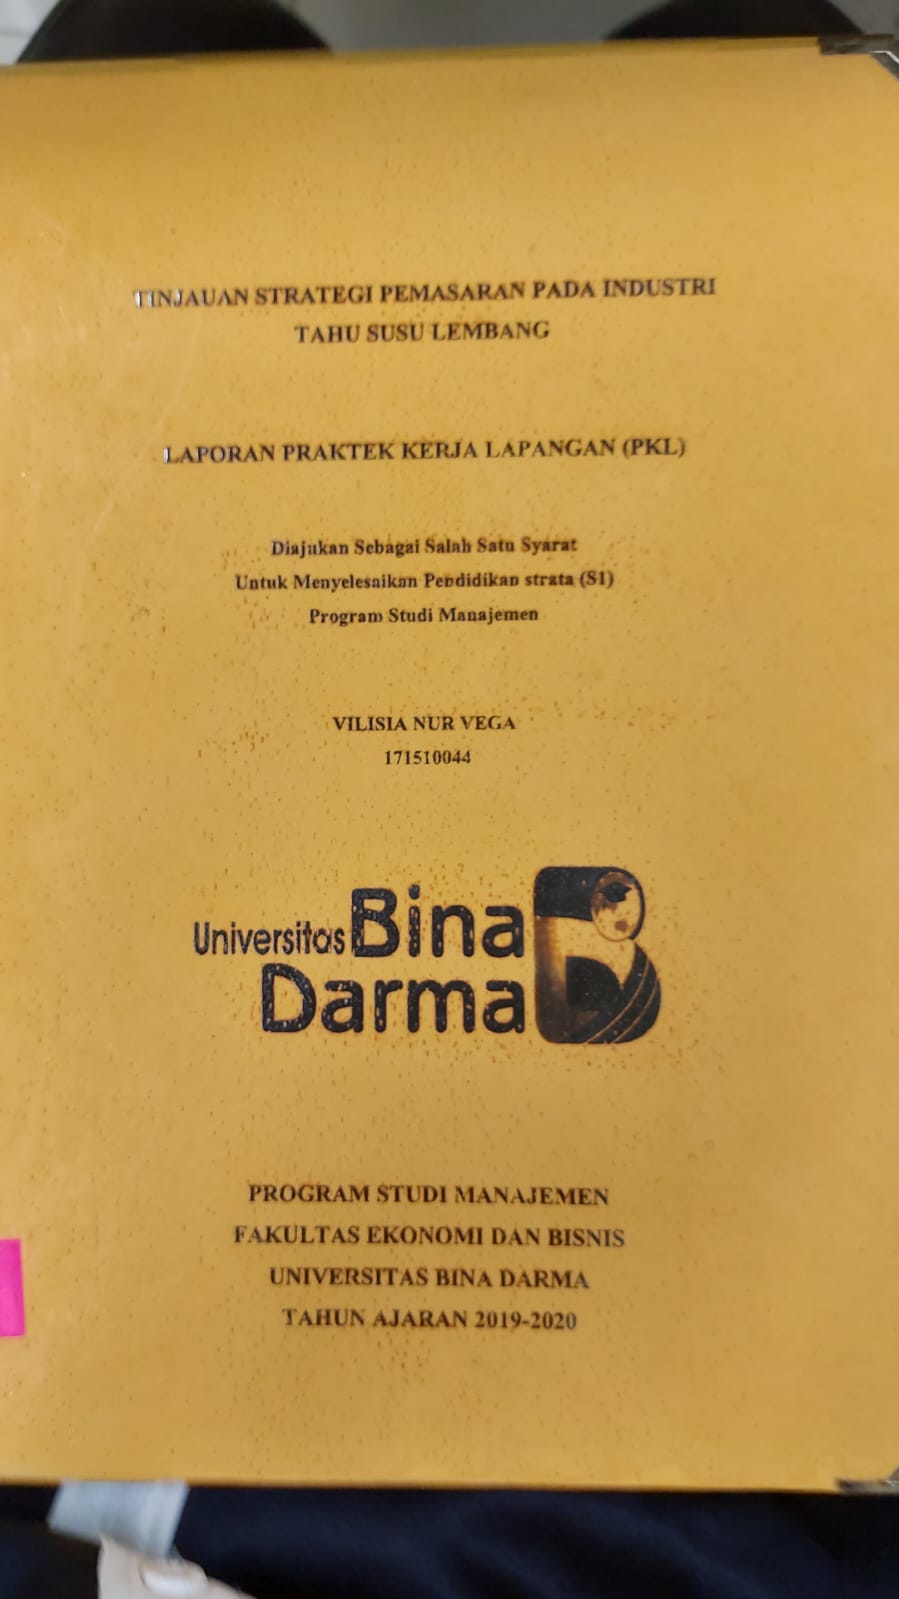 TINJAUAN STRATEGI PEMASARAN PADA INDUSTRI
TAHU SUSU LEMBANG
LAPORAN PRAKTEK KERJA LAPANGAN (PKL)
Diajukan Sebagai Salah Satu Syarat
Untuk Menyelesaikan Pendidikan strata (S1)
Program Studi Manajemen
VILISIA NUR VEGA
171510044
Universitas Bina
Darma
PROGRAM STUDI MANAJEMEN
FAKULTAS EKONOMI DAN BISNIS
UNIVERSITAS BINA DARMA
TAHUN AJARAN 2019-2020